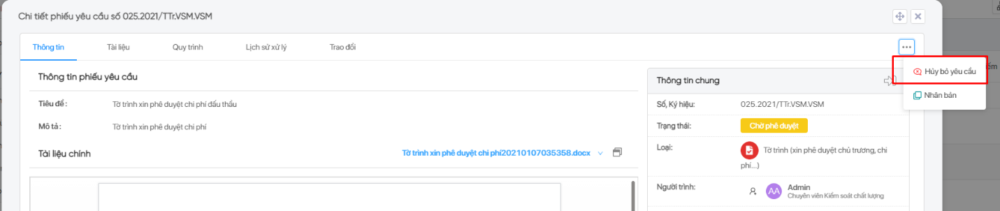 Chi tiết phiếu yêu cầu số 025.2021/TTr.VSM.VSM
Thông tin
Tài liệu
Quy trình
Lịch sử xử lý
Trao đổi
Hủy bỏ yêu cầu
Nhân bản
Thông tin phiếu yêu cầu
Tiêu đề:
Tờ trình xin phê duyệt chi phí đấu thầu
Mô tả:
Tờ trình xin phê duyệt chi phí
Tài liệu chính
Tờ trình xin phê duyệt chi phí20210107035358.docx
Thông tin chung
Số, Ký hiệu:
025.2021/TTr.VSM.VSM
Trạng thái:
Chờ phê duyệt
Loại:
Tờ trình (xin phê duyệt chủ trương, chi
phí...)
Người trình:
AA
Admin
Chuyên viên Kiểm soát chất lượng